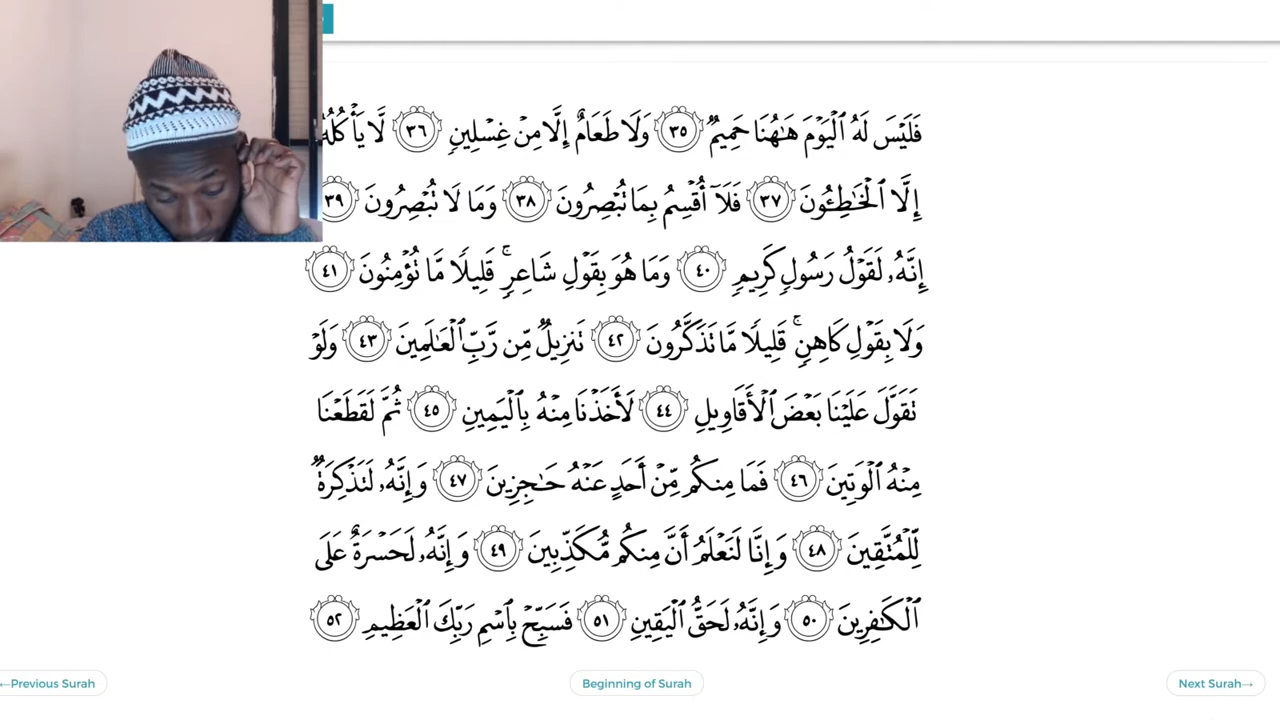 فَلَيْسَ لَهُ ٱلْيَوْمَ هَـٰهُنَا حَمِيمٌۭ ٣٥ وَلَا طَعَامٌ إِلَّا مِنْ غِسْلِينٍۢ ٣٦ لَّا يَأْكُلُهُۥٓ
إِلَّا ٱلْخَـٰطِـُٔونَ ٣٧ فَلَآ أُقْسِمُ بِمَا تُبْصِرُونَ ٣٨ وَمَا لَا تُبْصِرُونَ ٣٩
إِنَّهُۥ لَقَوْلُ رَسُولٍۢ كَرِيمٍۢ ٤٠ وَمَا هُوَ بِقَوْلِ شَاعِرٍۢ ۚ قَلِيلًۭا مَّا تُؤْمِنُونَ ٤١
وَلَا بِقَوْلِ كَاهِنٍۢ ۚ قَلِيلًۭا مَّا تَذَكَّرُونَ ٤٢ تَنزِيلٌۭ مِّن رَّبِّ ٱلْعَـٰلَمِينَ ٤٣ وَلَوْ
تَقَوَّلَ عَلَيْنَا بَعْضَ ٱلْأَقَاوِيلِ ٤٤ لَأَخَذْنَا مِنْهُ بِٱلْيَمِينِ ٤٥ ثُمَّ لَقَطَعْنَا
مِنْهُ ٱلْوَتِينَ ٤٦ فَمَا مِنكُم مِّنْ أَحَدٍ عَنْهُ حَـٰجِزِينَ ٤٧ وَإِنَّهُۥ لَتَذْكِرَةٌۭ
لِّلْمُتَّقِينَ ٤٨ وَإِنَّا لَنَعْلَمُ أَنَّ مِنكُم مُّكَذِّبِينَ ٤٩ وَإِنَّهُۥ لَحَسْرَةٌ عَلَى
ٱلْكَـٰفِرِينَ ٥٠ وَإِنَّهُۥ لَحَقُّ ٱلْيَقِينِ ٥١ فَسَبِّحْ بِٱسْمِ رَبِّكَ ٱلْعَظِيمِ ٥٢
←Previous Surah
Beginning of Surah
Next Surah→